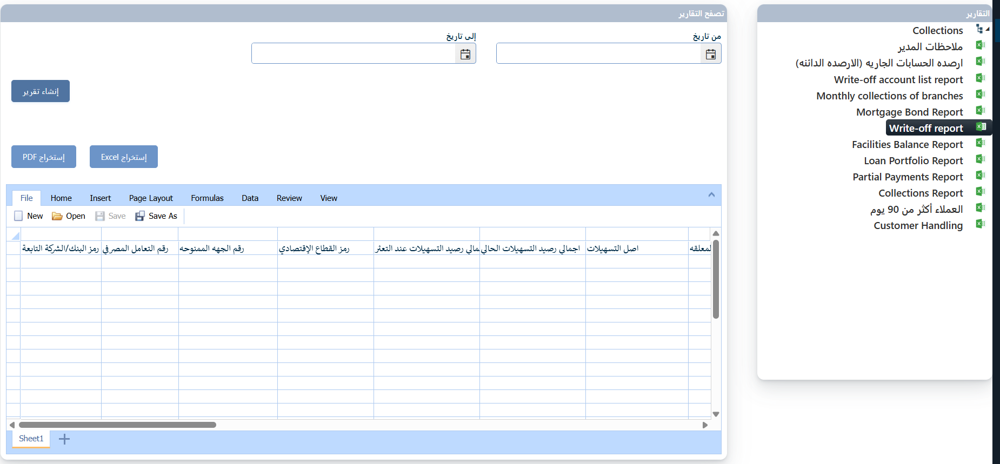 التقارير
Collections
ملاحظات المدير
ارصده الحسابات الجاريه (الارصده الدائنه)
Write-off account list report
Monthly collections of branches
Mortgage Bond Report
Write-off report
Facilities Balance Report
Loan Portfolio Report
Partial Payments Report
Collections Report
العملاء أكثر من 90 يوم
Customer Handling
تصفح التقارير
من تاريخ
إلى تاريخ
إنشاء تقرير
إستخراج PDF
إستخراج Excel
File Home Insert Page Layout Formulas Data Review View
New Open Save Save As
رمز البنك/الشركة التابعة
رقم التعامل المصرفي
رقم الجهه الممنوحه
رمز القطاع الإقتصادي
مالي رصيد التسهيلات عند التعثر
اجمالي رصيد التسهيلات الحالي
اصل التسهيلات
لمعلقه
Sheet1